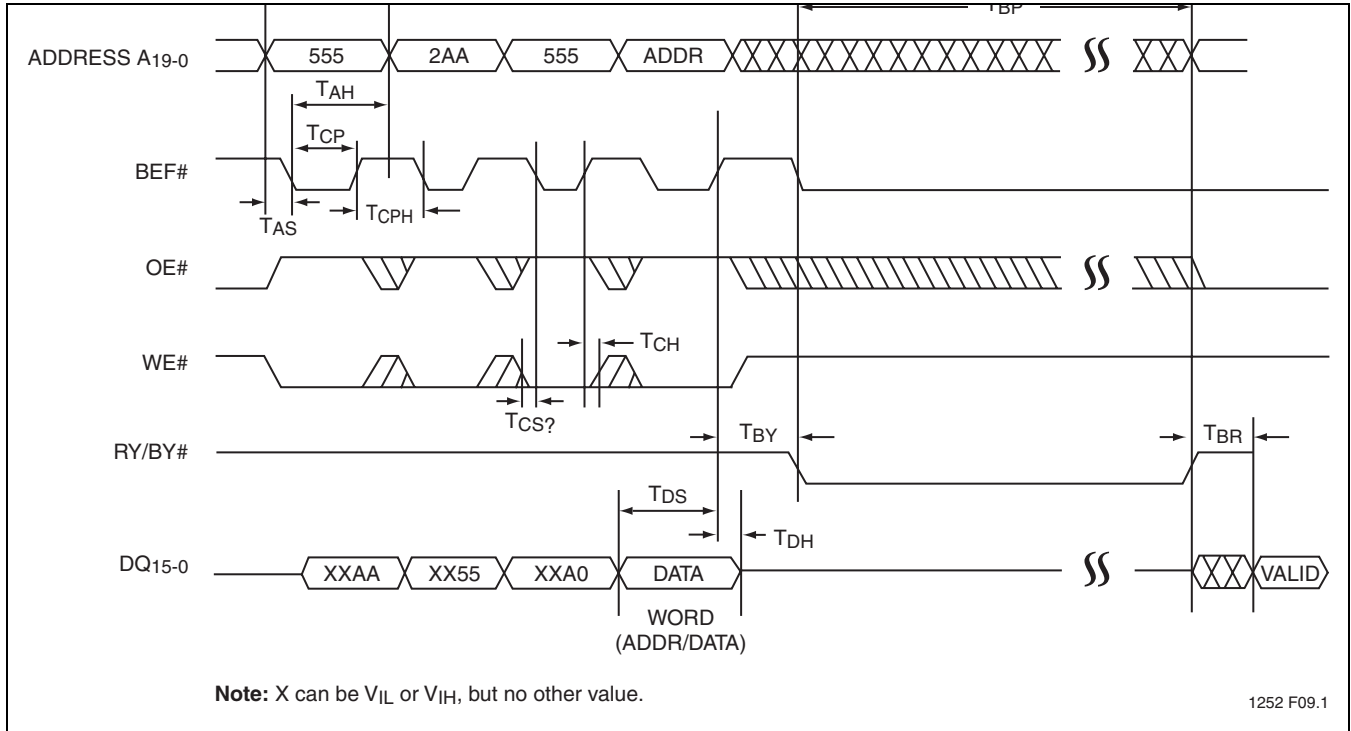 TBP
ADDRESS A19-0
555
2AA
555
ADDR
TAH
TCP
BEF#
TAS
TCPH
OE#
WE#
TCH
TCS?
RY/BY#
TBY
TBR
TDS
TDH
DQ15-0
XXAA
XX55
XXA0
DATA
VALID
WORD
(ADDR/DATA)
Note: X can be VIL or VIH, but no other value.
1252 F09.1